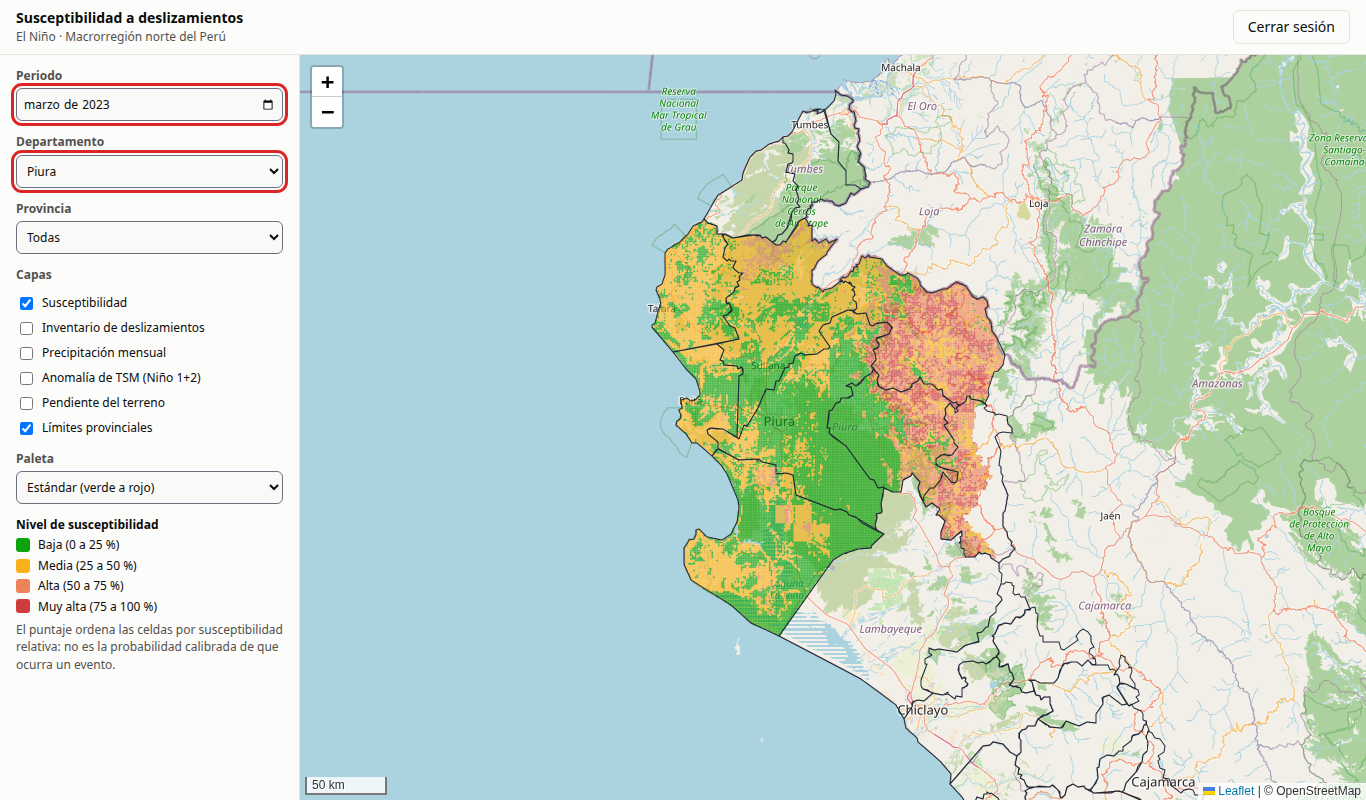 Susceptibilidad a deslizamientos
El Niño · Macrorregión norte del Perú
Cerrar sesión
Periodo
marzo de 2023
Departamento
Piura
Provincia
Todas
Capas
Susceptibilidad
Inventario de deslizamientos
Precipitación mensual
Anomalía de TSM (Niño 1+2)
Pendiente del terreno
Límites provinciales
Paleta
Estándar (verde a rojo)
Nivel de susceptibilidad
Baja (0 a 25 %)
Media (25 a 50 %)
Alta (50 a 75 %)
Muy alta (75 a 100 %)
El puntaje ordena las celdas por susceptibilidad
relativa: no es la probabilidad calibrada de que
ocurra un evento.
+
−
Machala
Reserva
Nacional
Mar Tropical
de Grau
El Oro
Tumbes
Zona Reserva
Santiago-
Comaina
Tumbes
Parque
Nacional
Cerros
de Amotape
Loja
Loja
Zamora
Chinchipe
Talara
Sullana
Amazonas
Paita
Piura
Piura
Jaén
Bosque
de Protección
de Alto
Mayo
Laguna
Cajamarca
Lambayeque
Chiclayo
Cajamarca
50 km
Leaflet | © OpenStreetMap